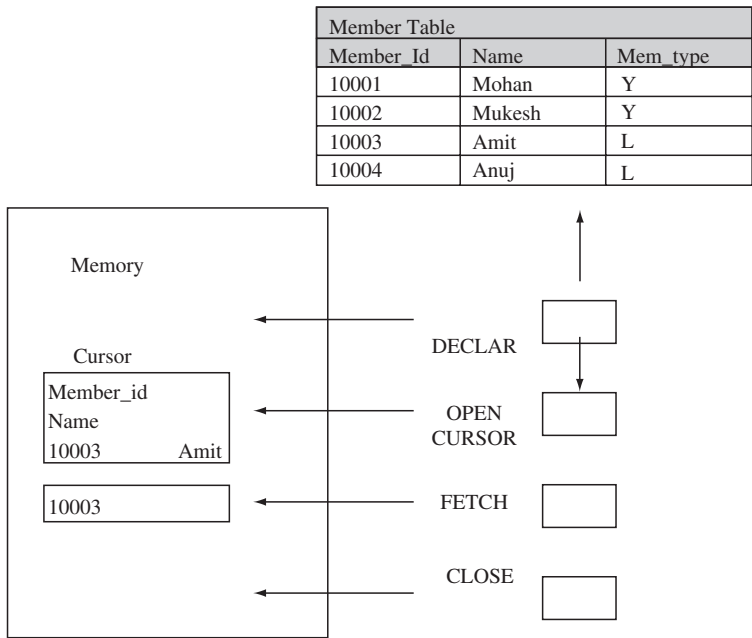 Member Table
Member_Id Name Mem_type
10001 Mohan Y
10002 Mukesh Y
10003 Amit L
10004 Anuj L
Memory
DECLAR
Cursor
Member_id
Name
10003 Amit
OPEN
CURSOR
10003
FETCH
CLOSE